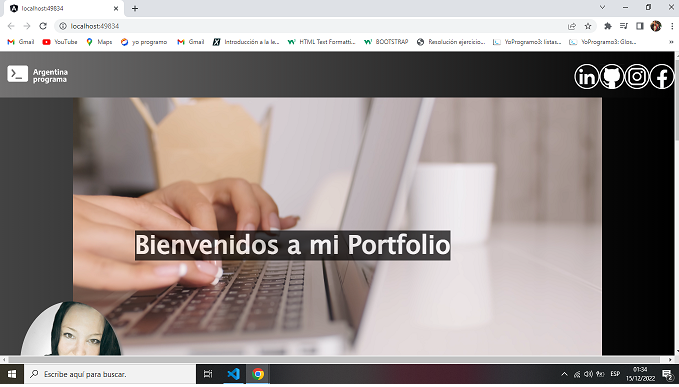 localhost:49834
localhost:49834
Gmail
YouTube
Maps
yo programo
Gmail
Introducción a la le...
HTML Text Formatti...
BOOTSTRAP
Resolución ejercicio...
YoProgramo3: listas...
YoProgramo3: Glos...
Argentina
programa
Bienvenidos a mi Portfolio
Escribe aquí para buscar.
ESP
01:34
15/12/2022